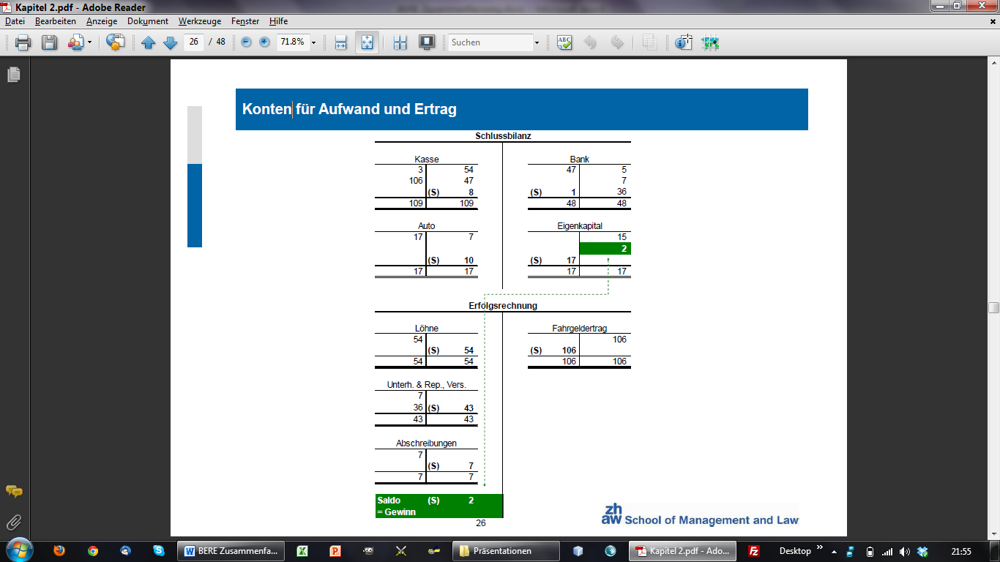 Kapitel 2.pdf - Adobe Reader
Datei Bearbeiten Anzeige Dokument Werkzeuge Fenster Hilfe
26 / 48 71.8% Suchen
Konten für Aufwand und Ertrag
Schlussbilanz
Kasse Bank
3 54 47 5
106 47 7
(S) 8 (S) 1 36
109 109 48 48
Auto Eigenkapital
17 7 15
2
(S) 10 (S) 17
17 17 17 17
Erfolgsrechnung
Löhne Fahrgeldertrag
54 106
(S) 54 (S) 106
54 54 106 106
Unterh. & Rep., Vers.
7
36 (S) 43
43 43
Abschreibungen
7
(S) 7
7 7
Saldo (S) 2
= Gewinn
26
zh
aw School of Management and Law
BERE Zusammenfa... Präsentationen Kapitel 2.pdf - Ado... Desktop 21:55